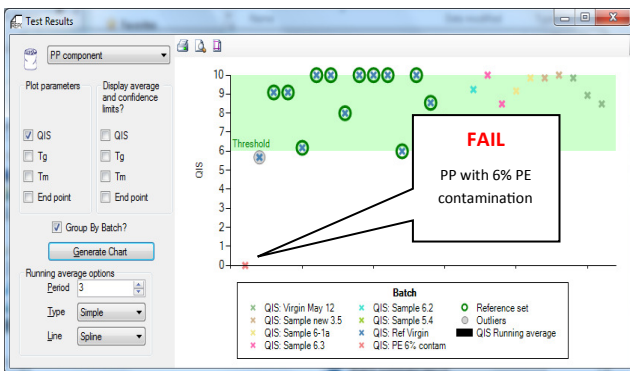 Test Results
PP component
Plot parameters
Display average
and confidence
limits?
QIS
QIS
Tg
Tg
Tm
Tm
End point
End point
Group By Batch?
Generate Chart
Running average options
Period 3
Type Simple
Line Spline
10
9
8
7
6
5
4
3
2
1
0
QIS
Threshold
FAIL
PP with 6% PE
contamination
Batch
QIS: Virgin May 12
QIS: Sample 6.2
Reference set
QIS: Sample new 3.5
QIS: Sample 5.4
Outliers
QIS: Sample 6-1a
QIS: Ref Virgin
QIS Running average
QIS: Sample 6.3
QIS: PE 6% contam